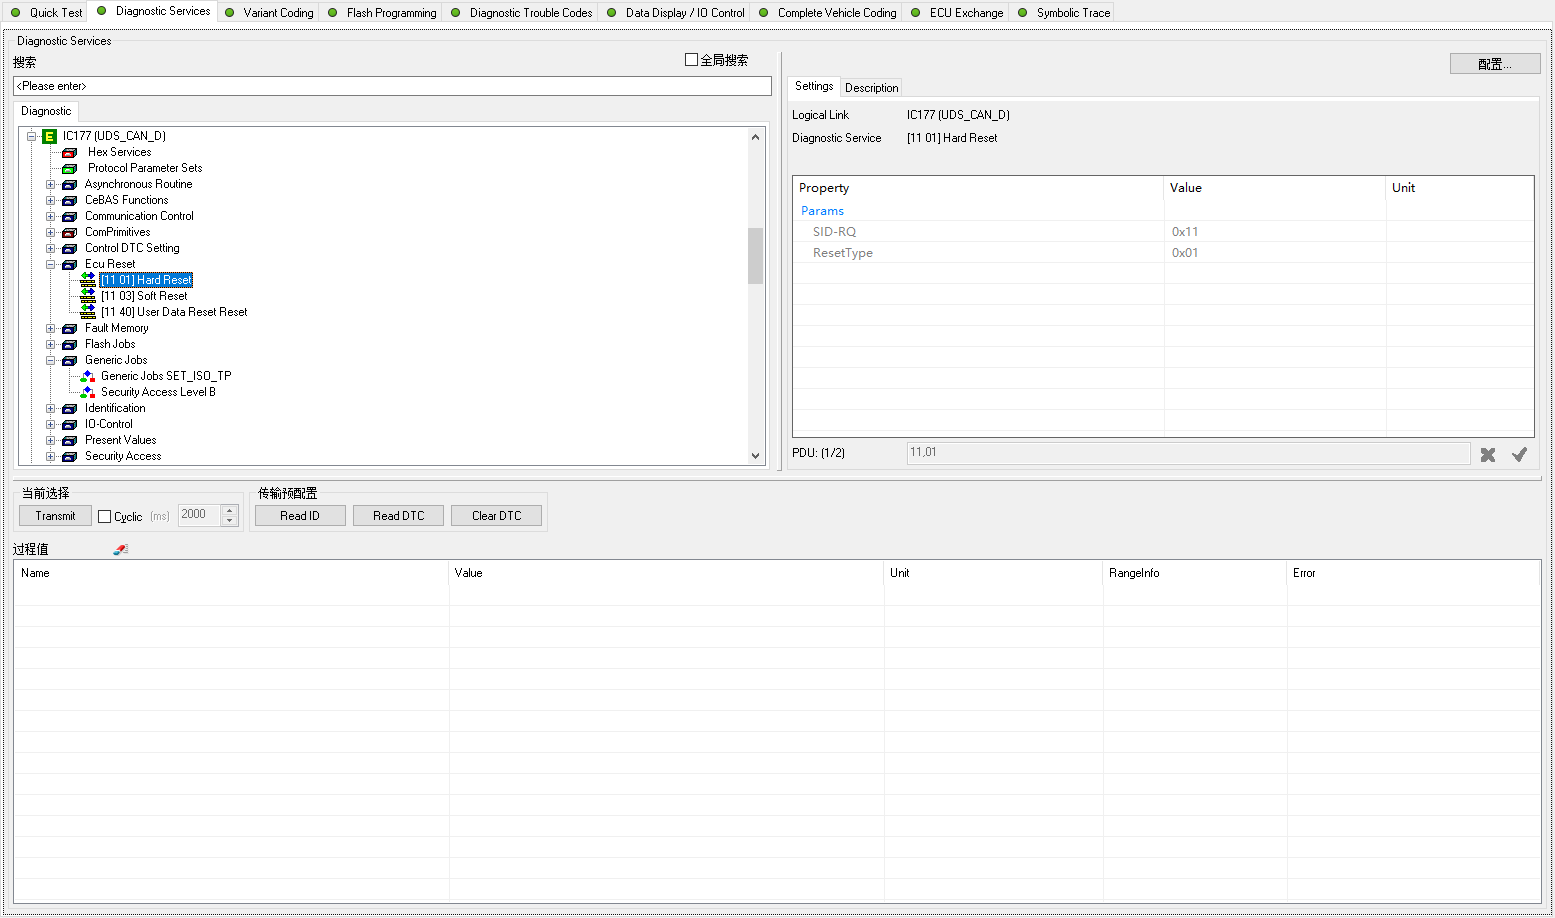 Quick Test Diagnostic Services Variant Coding Flash Programming Diagnostic Trouble Codes Data Display / IO Control Complete Vehicle Coding ECU Exchange Symbolic Trace
Diagnostic Services
搜索
全局搜索
<Please enter>
Diagnostic
E IC177 (UDS_CAN_D)
Hex Services
Protocol Parameter Sets
Asynchronous Routine
CeBAS Functions
Communication Control
ComPrimitives
Control DTC Setting
Ecu Reset
[11 01] Hard Reset
[11 03] Soft Reset
[11 40] User Data Reset Reset
Fault Memory
Flash Jobs
Generic Jobs
Generic Jobs SET_ISO_TP
Security Access Level B
Identification
IO-Control
Present Values
Security Access
配置...
Settings Description
Logical Link IC177 (UDS_CAN_D)
Diagnostic Service [11 01] Hard Reset
Property Value Unit
Params
SID-RQ 0x11
ResetType 0x01
PDU: (1/2) 11,01
当前选择
Transmit Cyclic (ms) 2000
传输预配置
Read ID Read DTC Clear DTC
过程值
Name Value Unit RangeInfo Error